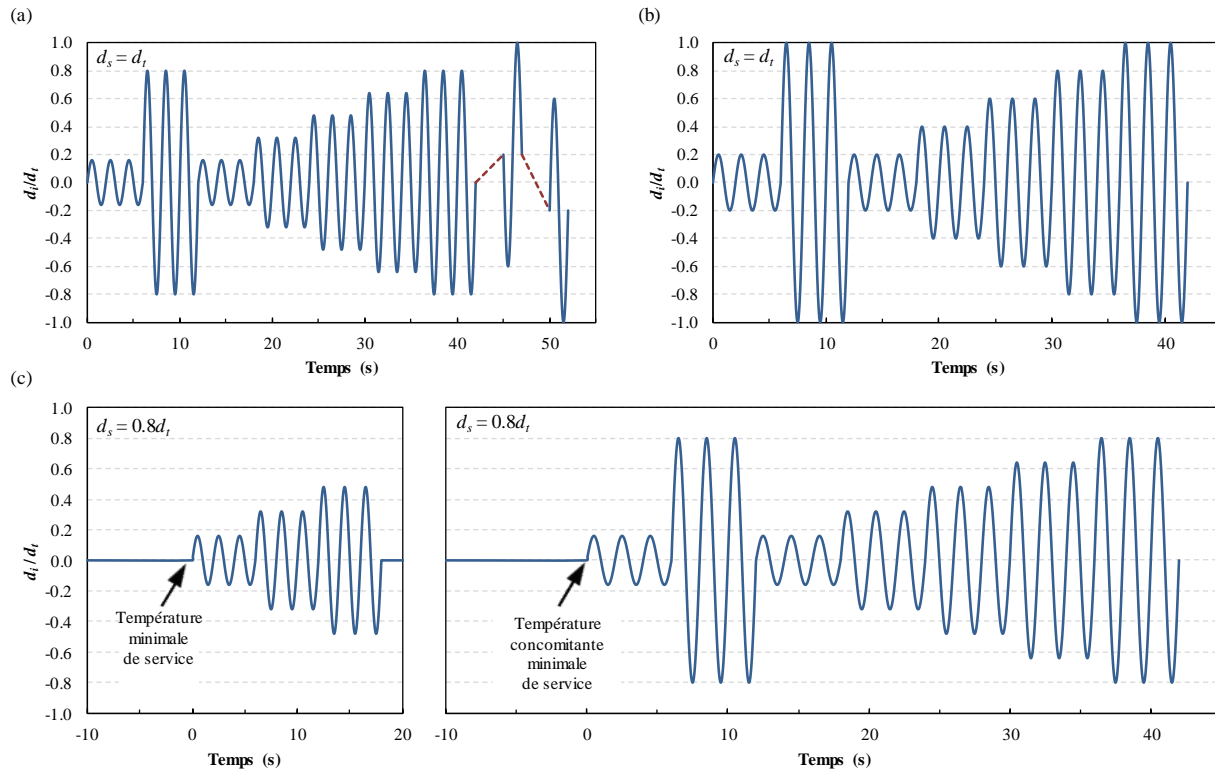 (a)
(b)
d_s = d_t
d_s = d_t
1.0
0.8
0.6
0.4
0.2
0.0
-0.2
-0.4
-0.6
-0.8
-1.0
d_i/d_t
0 10 20 30 40 50
Temps (s)
1.0
0.8
0.6
0.4
0.2
0.0
-0.2
-0.4
-0.6
-0.8
-1.0
d_i/d_t
0 10 20 30 40
Temps (s)
(c)
d_s = 0.8d_t
d_s = 0.8d_t
1.0
0.8
0.6
0.4
0.2
0.0
-0.2
-0.4
-0.6
-0.8
-1.0
d_i / d_t
Température
minimale
de service
-10 0 10 20
Temps (s)
Température
concomitante
minimale
de service
-10 0 10 20 30 40
Temps (s)